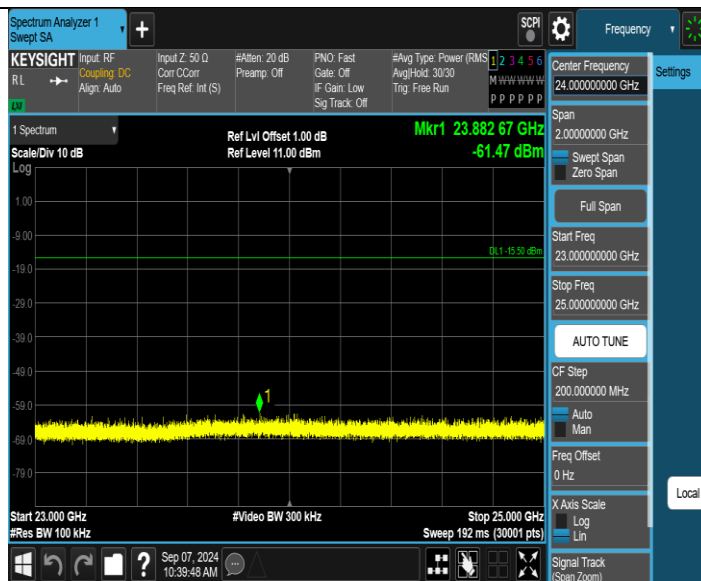 Spectrum Analyzer 1
Swept SA
+
SCPI
Frequency
Settings
KEYSIGHT
RL
LXI
Input: RF
Coupling: DC
Align: Auto
Input Z: 50 Ω
Corr CCorr
Freq Ref: Int (S)
#Atten: 20 dB
Preamp: Off
PNO: Fast
Gate: Off
IF Gain: Low
Sig Track: Off
#Avg Type: Power (RMS
Avg|Hold: 30/30
Trig: Free Run
1 2 3 4 5 6
M W W W W W
P P P P P P
1 Spectrum
Scale/Div 10 dB
Log
Ref Lvl Offset 1.00 dB
Ref Level 11.00 dBm
Mkr1 23.882 67 GHz
-61.47 dBm
1.00
-9.00
DL1 -15.50 dBm
-19.0
-29.0
-39.0
-49.0
1
-59.0
-69.0
-79.0
Start 23.000 GHz
#Video BW 300 kHz
Stop 25.000 GHz
#Res BW 100 kHz
Sweep 192 ms (30001 pts)
?
Sep 07, 2024
10:39:48 AM
Center Frequency
24.000000000 GHz
Span
2.00000000 GHz
Swept Span
Zero Span
Full Span
Start Freq
23.000000000 GHz
Stop Freq
25.000000000 GHz
AUTO TUNE
CF Step
200.000000 MHz
Auto
Man
Freq Offset
0 Hz
X Axis Scale
Log
Lin
Signal Track
(Span Zoom)
Local